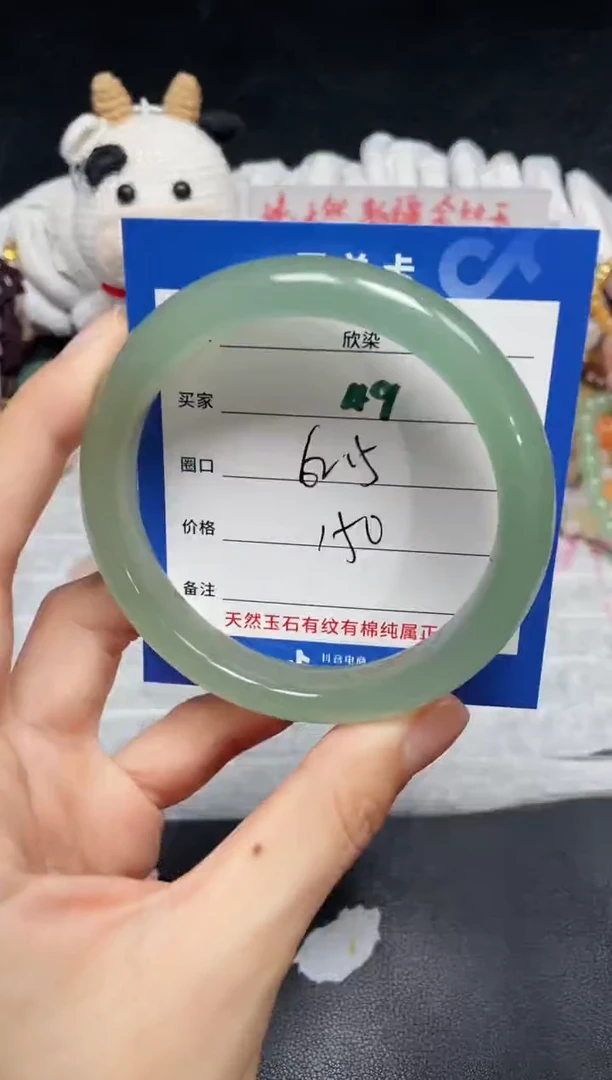 欣染
买家 49
圈口 62.5
价格 150
备注
天然玉石有纹有棉纯属正
抖音电商